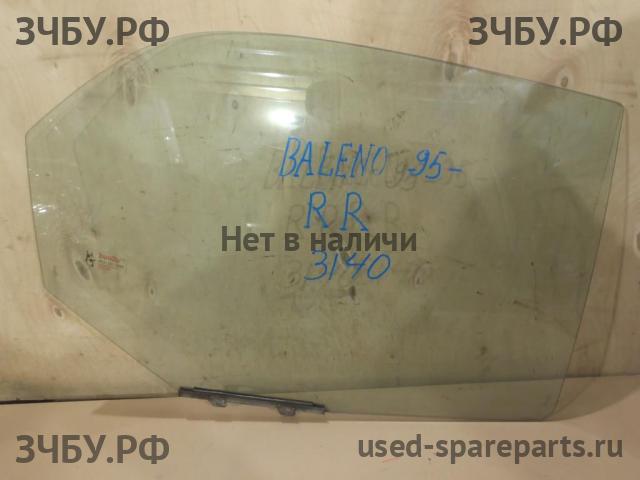 ЗЧБУ.РФ ЗЧБУ.РФ
BALENO 95-
RR
Нет в наличи
3140
ЗЧБУ.РФ used-spareparts.ru